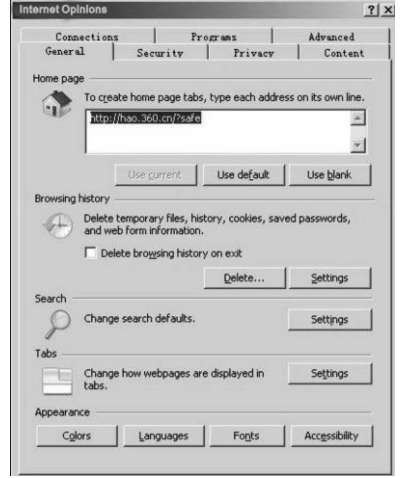 Internet Opinions
Connections Programs Advanced
General Security Privacy Content
Home page
To create home page tabs, type each address on its own line.
http://hao.360.cn/?safe
Use current Use default Use blank
Browsing history
Delete temporary files, history, cookies, saved passwords,
and web form information.
Delete browsing history on exit
Delete... Settings
Search
Change search defaults.
Settings
Tabs
Change how webpages are displayed in
tabs.
Settings
Appearance
Colors Languages Fonts Accessibility